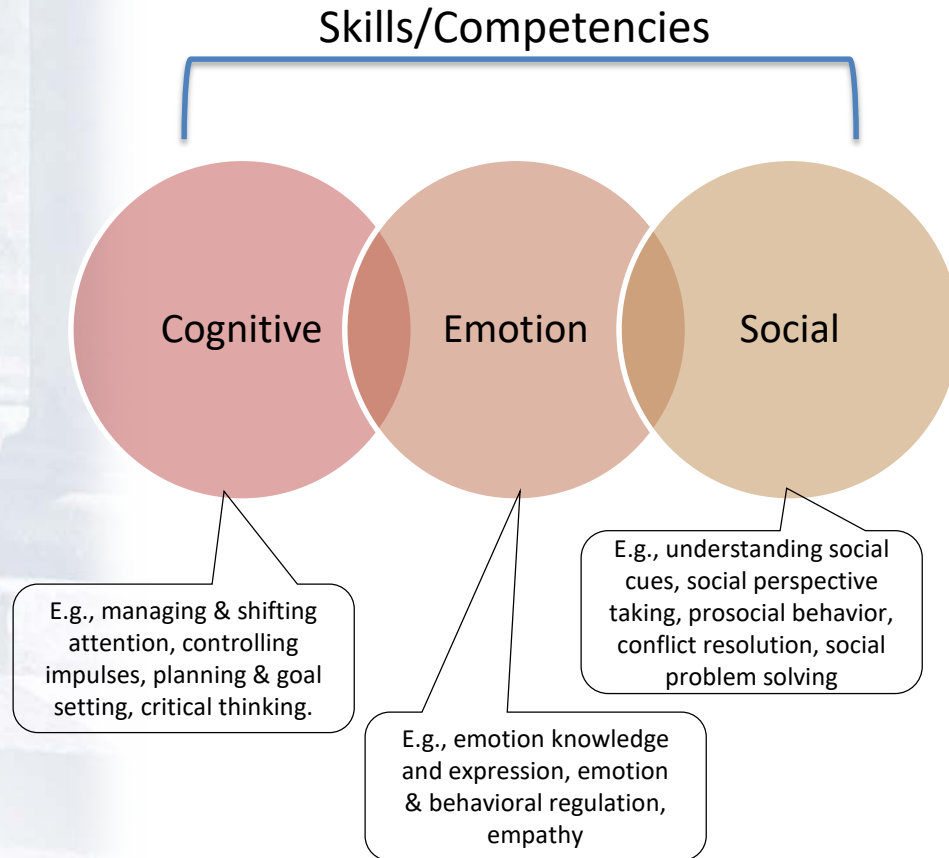 Skills/Competencies
Cognitive
Emotion
Social
E.g., managing & shifting
attention, controlling
impulses, planning & goal
setting, critical thinking.
E.g., emotion knowledge
and expression, emotion
& behavioral regulation,
empathy
E.g., understanding social
cues, social perspective
taking, prosocial behavior,
conflict resolution, social
problem solving